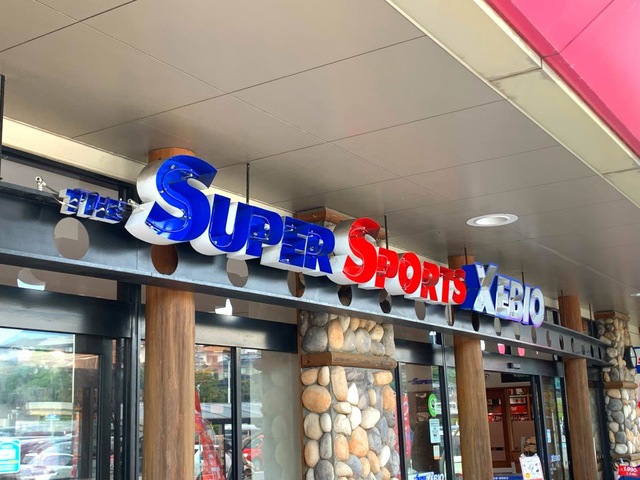 THE SUPER SPORTS XEBIO